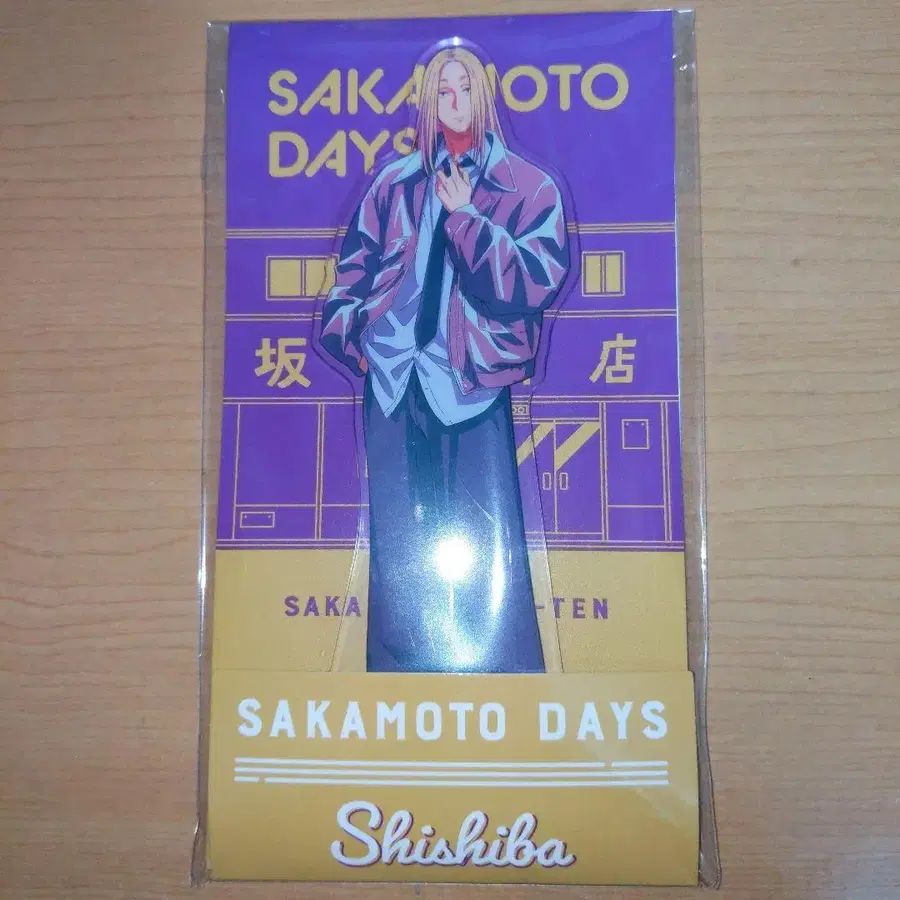 SAKAMOTO
DAYS
坂 店
SAKA -TEN
SAKAMOTO DAYS
Shishiba